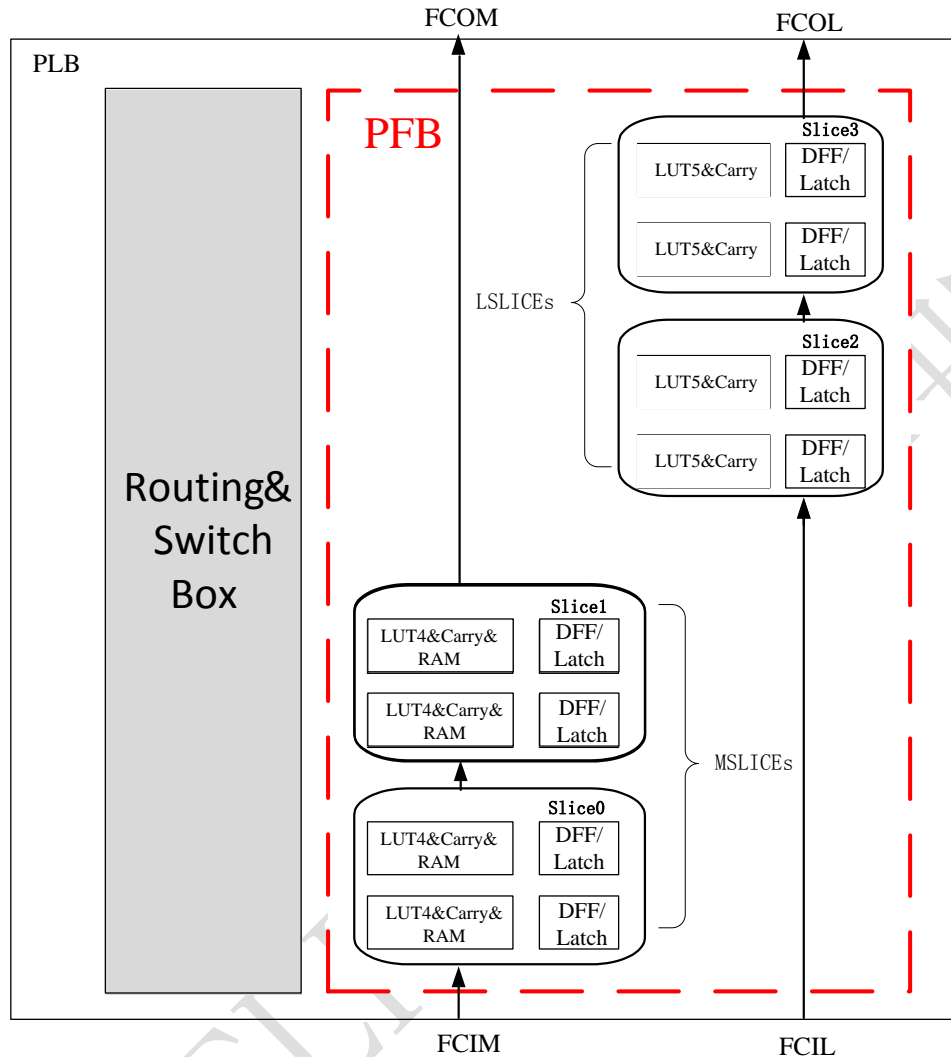 FCOM
FCOL
PLB
PFB
Slice3
LUT5&Carry
DFF/
Latch
LUT5&Carry
DFF/
Latch
LSLICEs
Slice2
LUT5&Carry
DFF/
Latch
LUT5&Carry
DFF/
Latch
Routing&
Switch
Box
Slice1
LUT4&Carry&
RAM
DFF/
Latch
LUT4&Carry&
RAM
DFF/
Latch
MSLICEs
Slice0
LUT4&Carry&
RAM
DFF/
Latch
LUT4&Carry&
RAM
DFF/
Latch
FCIM
FCIL